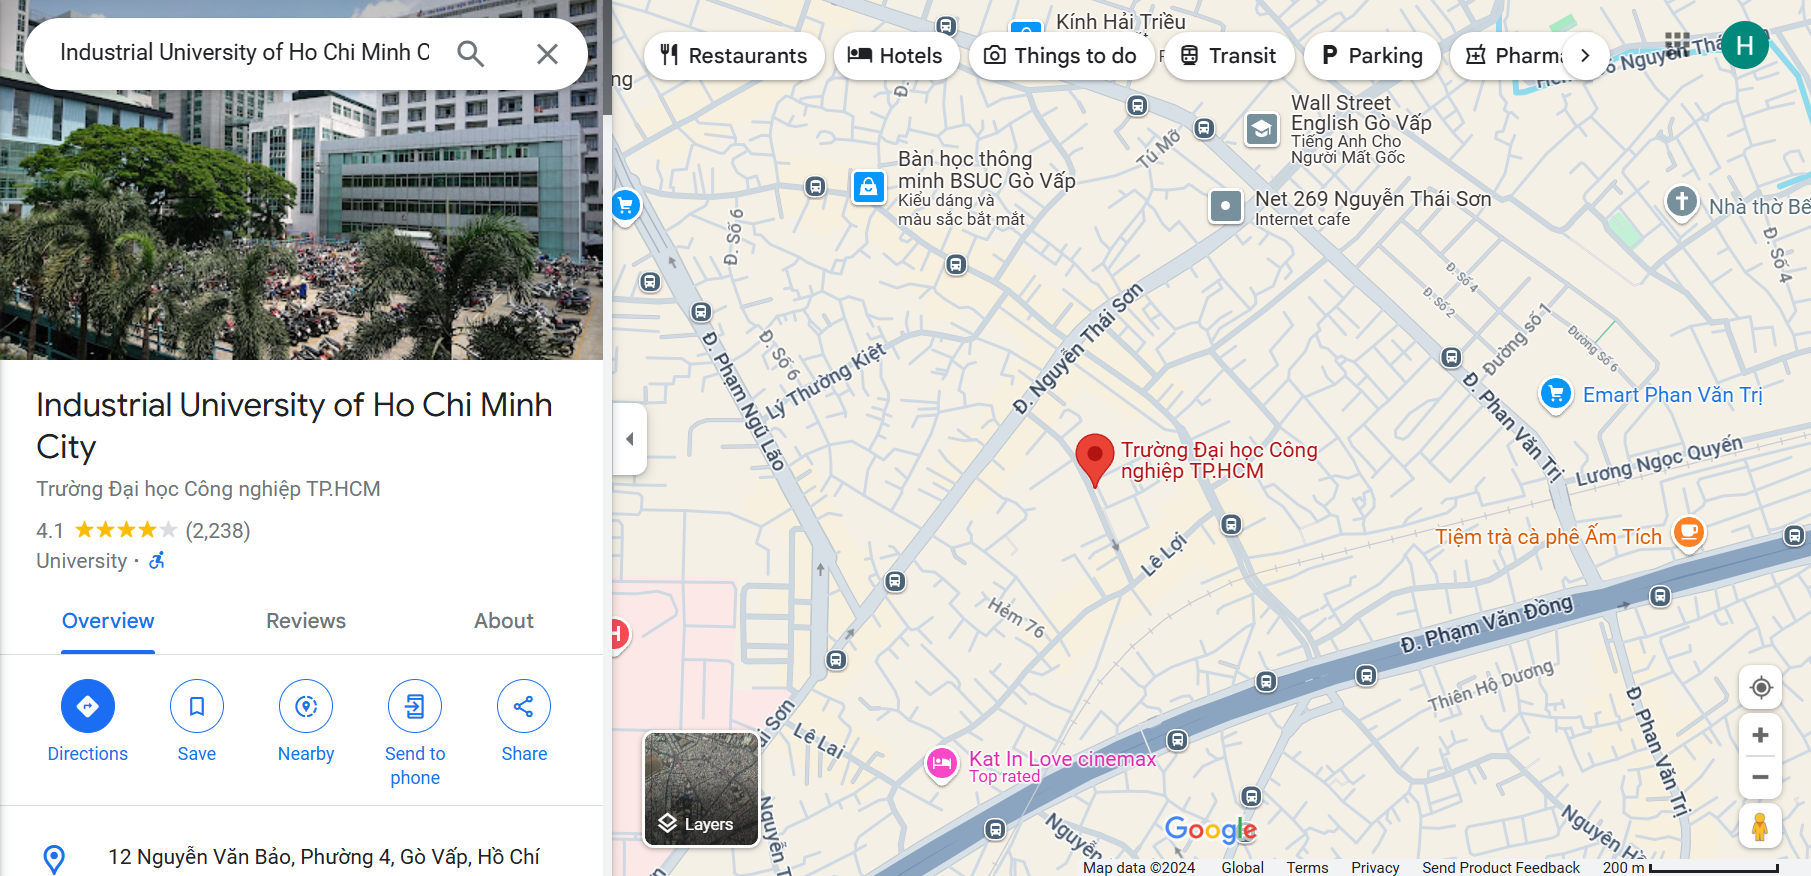 Industrial University of Ho Chi Minh C
Industrial University of Ho Chi Minh
City
Trường Đại học Công nghiệp TP.HCM
4.1 (2,238)
University ·
Overview
Reviews
About
Directions
Save
Nearby
Send to
phone
Share
12 Nguyễn Văn Bảo, Phường 4, Gò Vấp, Hồ Chí
Kính Hải Triều
Restaurants
Hotels
Things to do
Transit
P Parking
Pharma
H
ng
Wall Street
English Gò Vấp
Tiếng Anh Cho
Người Mất Gốc
Tú Mỡ
Bàn học thông
minh BSUC Gò Vấp
Kiểu dáng và
màu sắc bắt mắt
Net 269 Nguyễn Thái Sơn
Internet cafe
Nhà thờ Bế
Đ. Số 6
Đ. Số 4
Đ. Số 4
Đ. Số 2
Đường số 1
Đường Số 6
Đ. Số 6
Đ. Phạm Ngũ Lão
Lý Thường Kiệt
Đ. Nguyễn Thái Sơn
Đ. Phan Văn Trị
Emart Phan Văn Trị
Lương Ngọc Quyến
Trường Đại học Công
nghiệp TP.HCM
Tiệm trà cà phê Ấm Tích
Lê Lợi
Hẻm 76
Đ. Phạm Văn Đồng
H
Thiên Hộ Dương
Đ. Phan Văn Trị
ái Sơn
Lê Lai
Kat In Love cinemax
Top rated
Layers
Nguyễn T
Nguyễn
Nguyễn H
Google
Map data ©2024 Global Terms Privacy Send Product Feedback 200 m